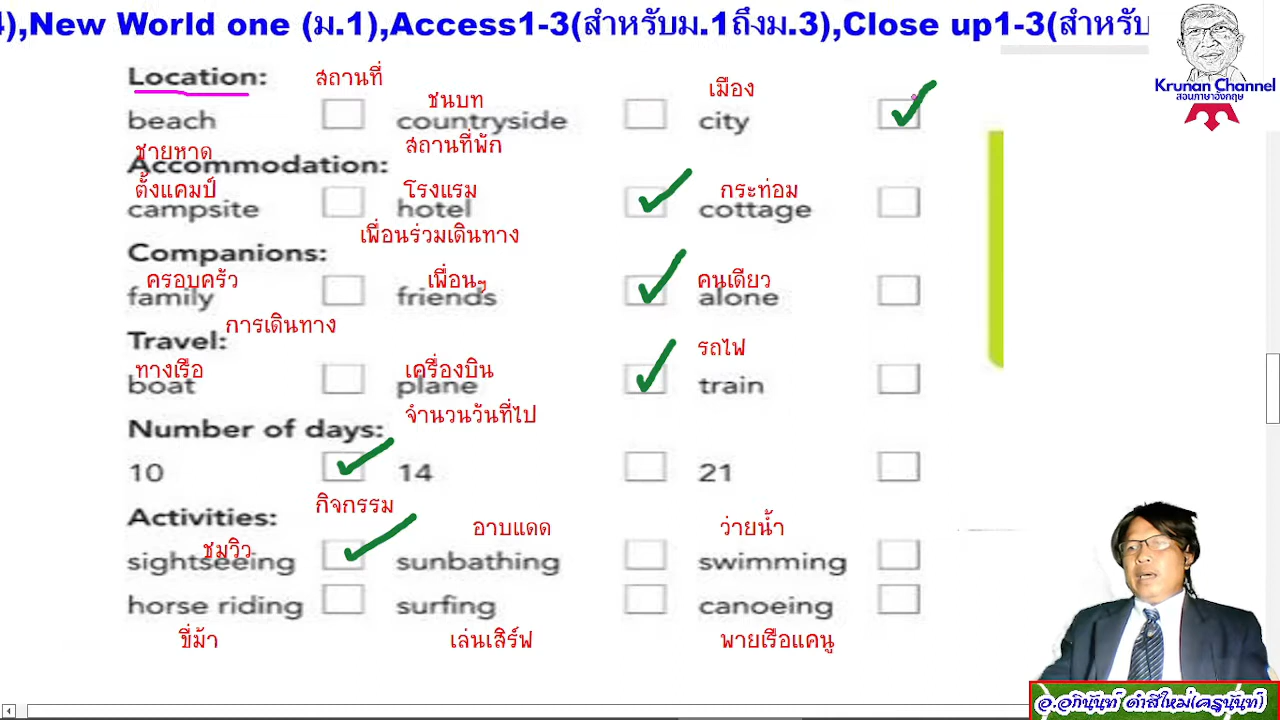 4),New World one (ม.1),Access1-3(สำหรับม.1ถึงม.3),Close up1-3(สำหรับ
Krunan Channel
สอนภาษาอังกฤษ
Location: สถานที่
ชนบท เมือง
beach countryside city
ชายหาด สถานที่พัก
Accommodation:
ตั้งแคมป์ โรงแรม กระท่อม
campsite hotel cottage
เพื่อนร่วมเดินทาง
Companions:
ครอบครัว เพื่อนๆ คนเดียว
family friends alone
การเดินทาง
Travel: รถไฟ
ทางเรือ เครื่องบิน
boat plane train
จำนวนวันที่ไป
Number of days:
10 14 21
กิจกรรม
Activities: อาบแดด ว่ายน้ำ
ชมวิว
sightseeing sunbathing swimming
horse riding surfing canoeing
ขี่ม้า เล่นเสิร์ฟ พายเรือแคนู
อ.อภินันท์ ดำสีใหม่(ครูนันท์)